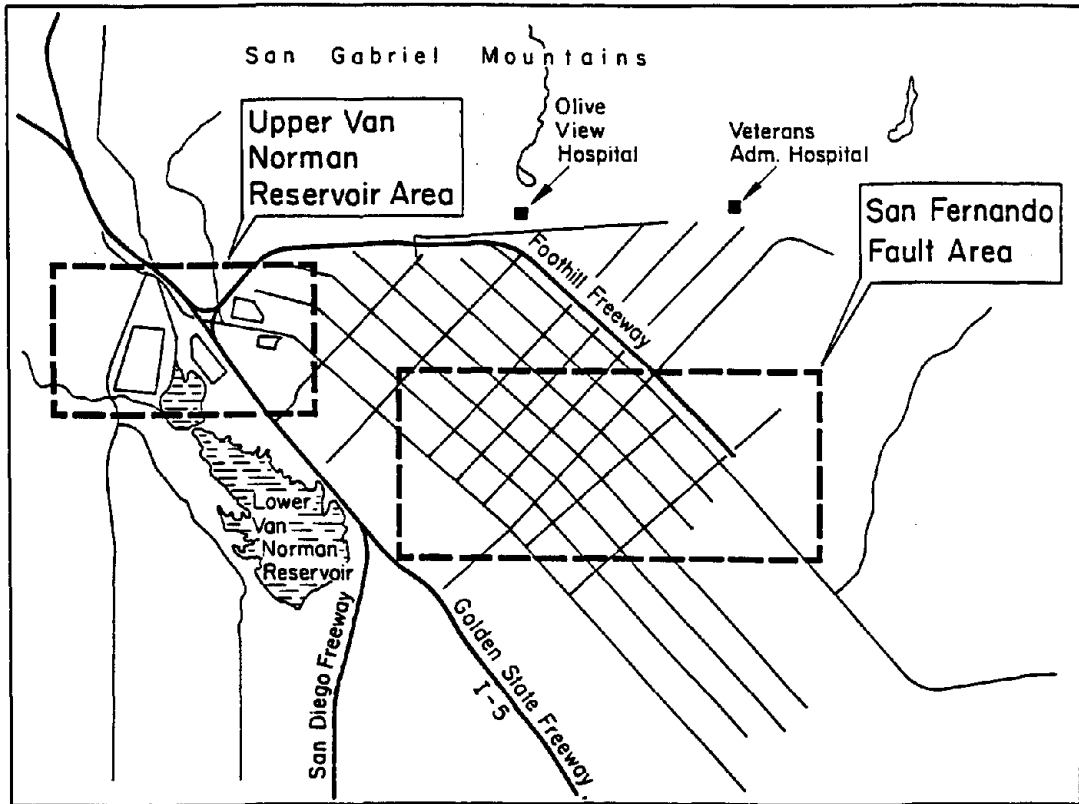 San Gabriel Mountains
Upper Van
Norman
Reservoir Area
Olive
View
Hospital
Veterans
Adm. Hospital
San Fernando
Fault Area
Foothill Freeway
Lower
Van
Norman
Reservoir
San Diego Freeway
Golden State Freeway
I-5